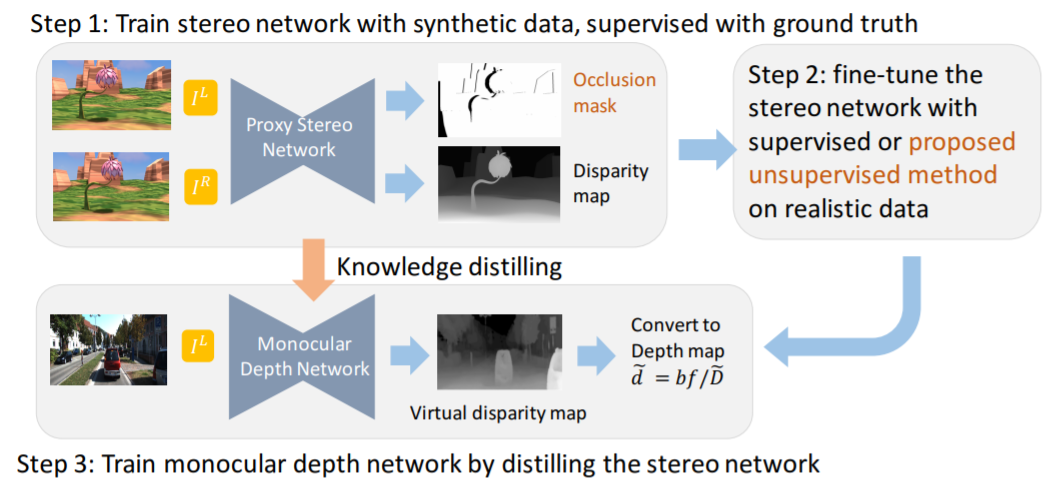 Step 1: Train stereo network with synthetic data, supervised with ground truth
I^L
Proxy Stereo
Network
Occlusion
mask
I^R
Disparity
map
Step 2: fine-tune the
stereo network with
supervised or proposed
unsupervised method
on realistic data
Knowledge distilling
I^L
Monocular
Depth Network
Virtual disparity map
Convert to
Depth map
d̃ = bf/D̃
Step 3: Train monocular depth network by distilling the stereo network